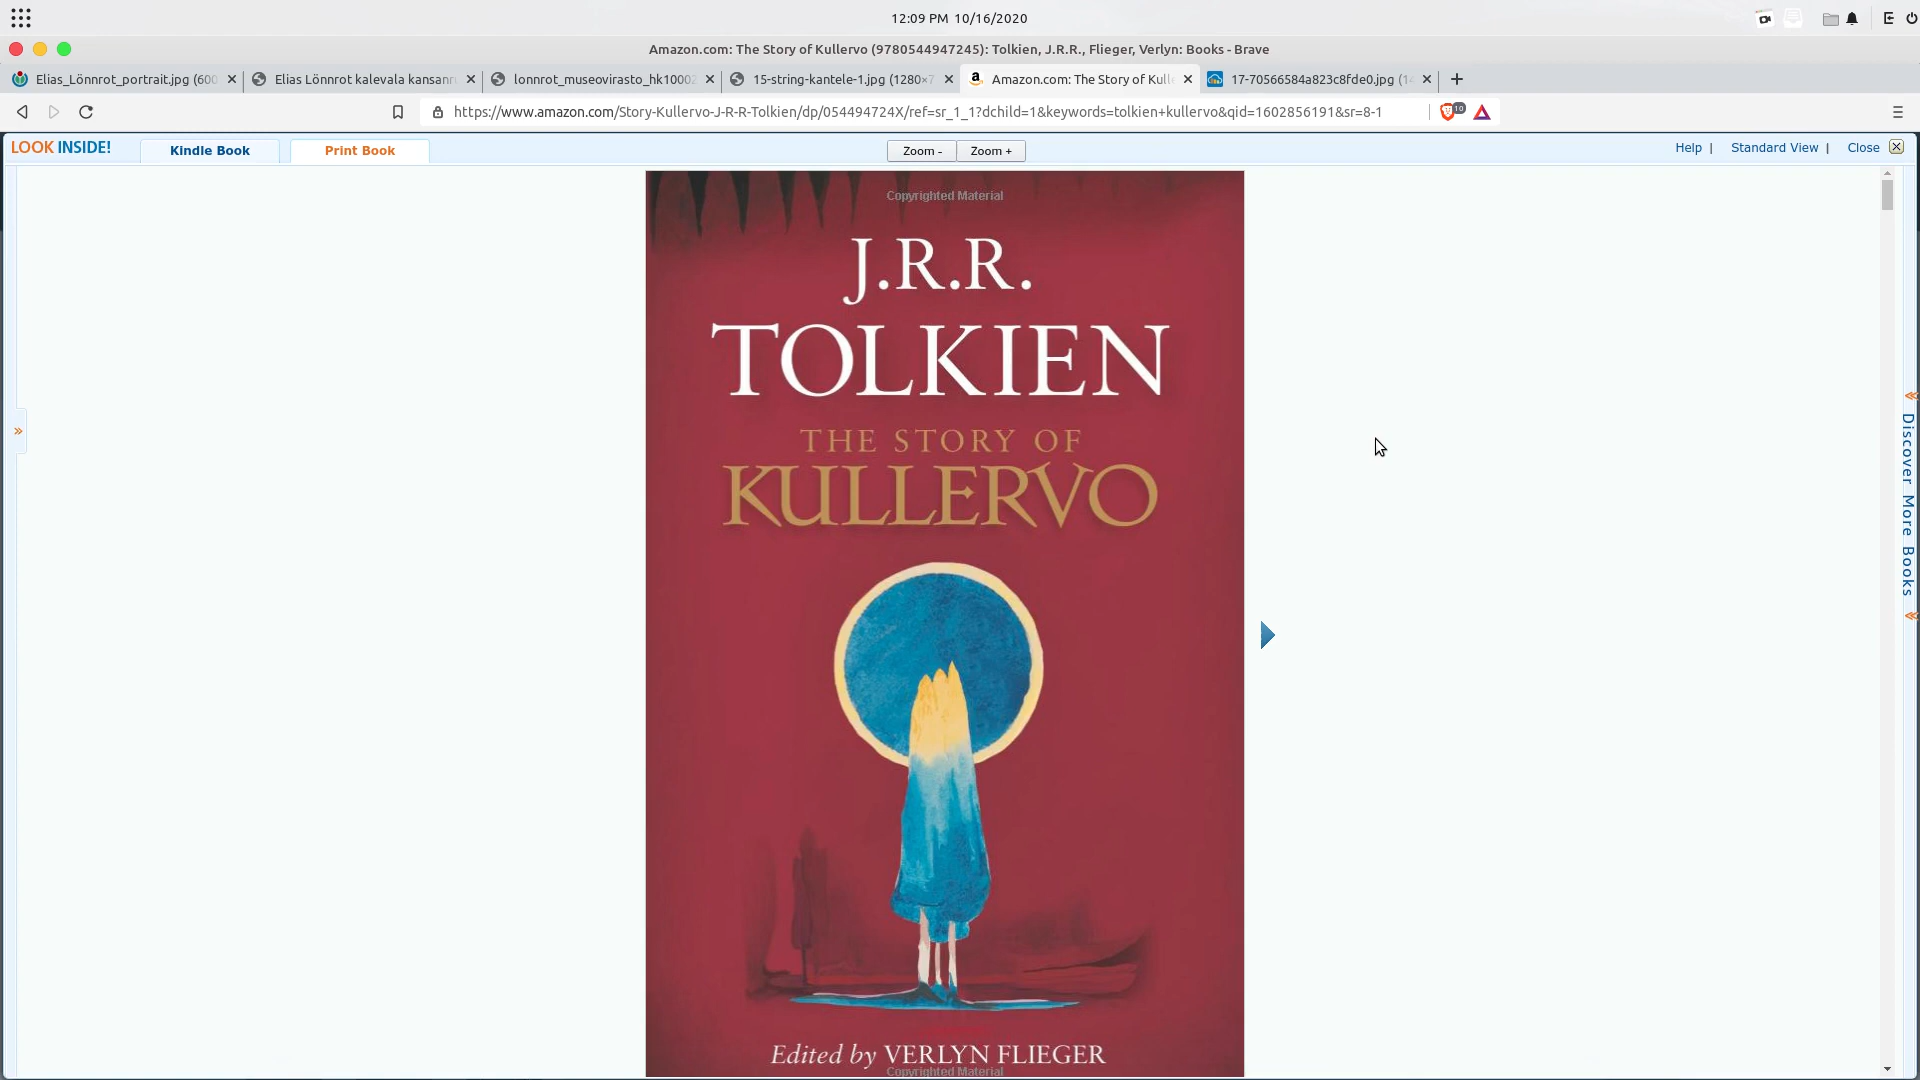 12:09 PM 10/16/2020
Amazon.com: The Story of Kullervo (9780544947245): Tolkien, J.R.R., Flieger, Verlyn: Books - Brave
Elias_Lönnrot_portrait.jpg (600
Elias Lönnrot kalevala kansanru
lonnrot_museovirasto_hk10002
15-string-kantele-1.jpg (1280×7
Amazon.com: The Story of Kull
17-70566584a823c8fde0.jpg (14
https://www.amazon.com/Story-Kullervo-J-R-R-Tolkien/dp/054494724X/ref=sr_1_1?dchild=1&keywords=tolkien+kullervo&qid=1602856191&sr=8-1
10
LOOK INSIDE!
Kindle Book
Print Book
Zoom -
Zoom +
Help |
Standard View |
Close
Copyrighted Material
J.R.R.
TOLKIEN
THE STORY OF
KULLERVO
Edited by VERLYN FLIEGER
Copyrighted Material
Discover More Books